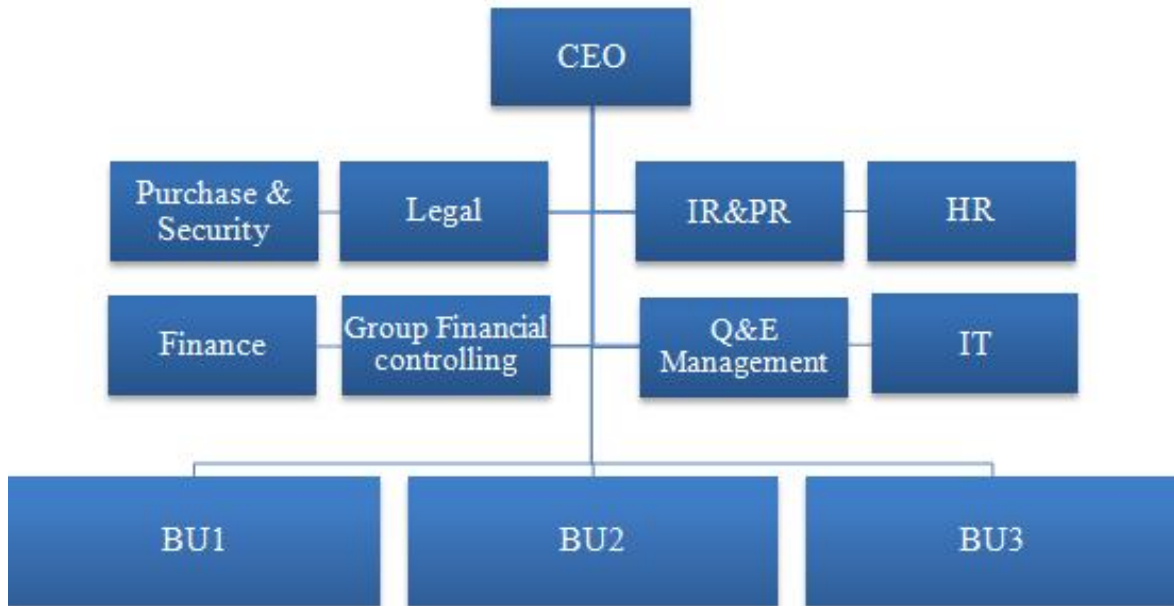 CEO
Purchase &
Security
Legal
IR&PR
HR
Finance
Group Financial
controlling
Q&E
Management
IT
BU1
BU2
BU3